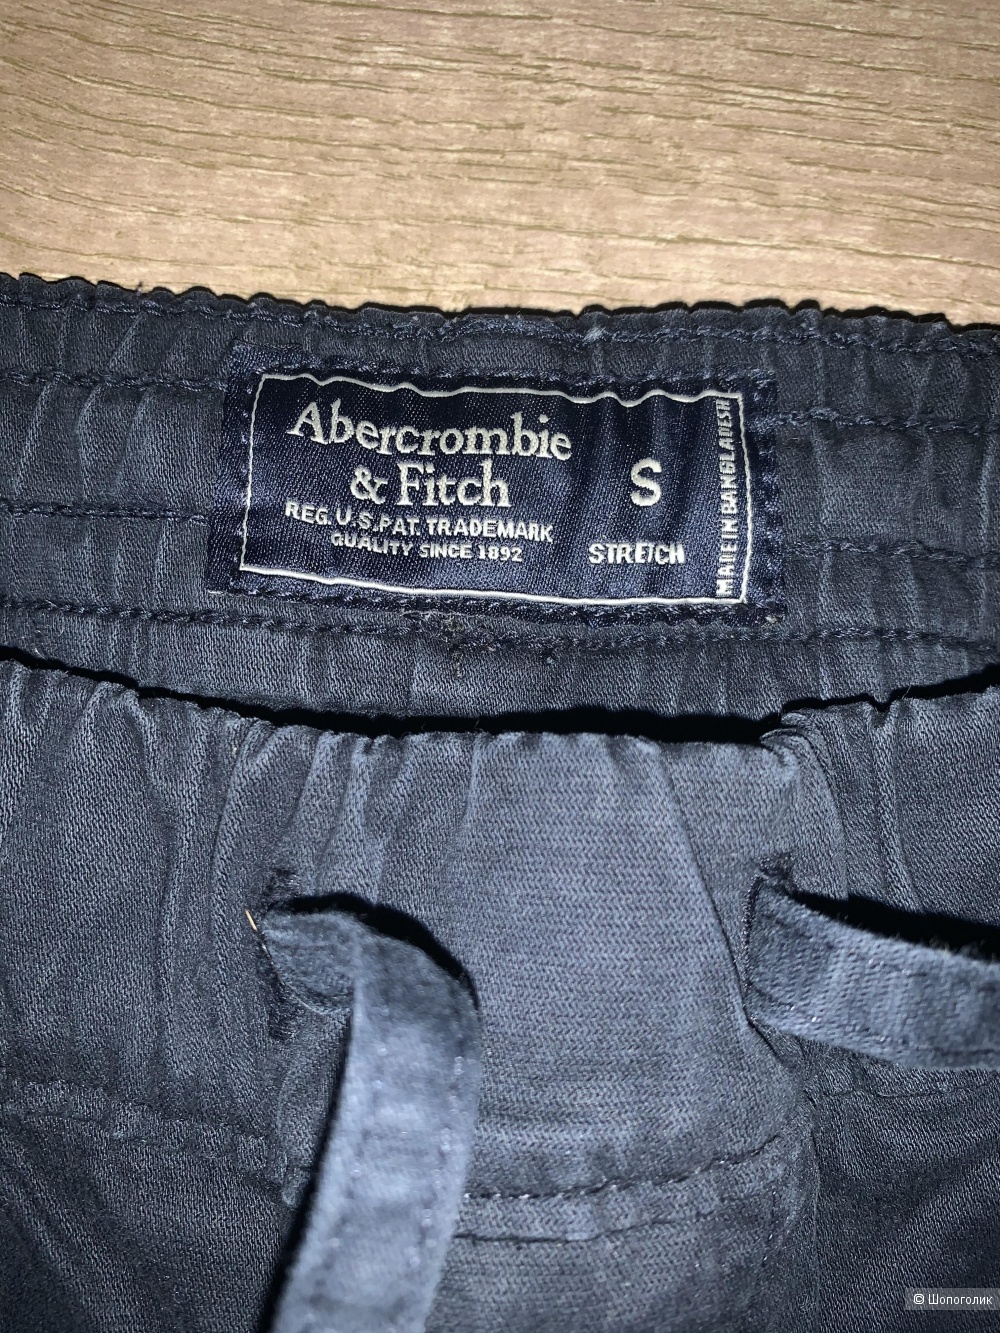 Abercrombie
& Fitch
REG. U.S. PAT. TRADEMARK
QUALITY SINCE 1892
S
STRETCH
MADE IN BANGLADESH
© Шопоголик